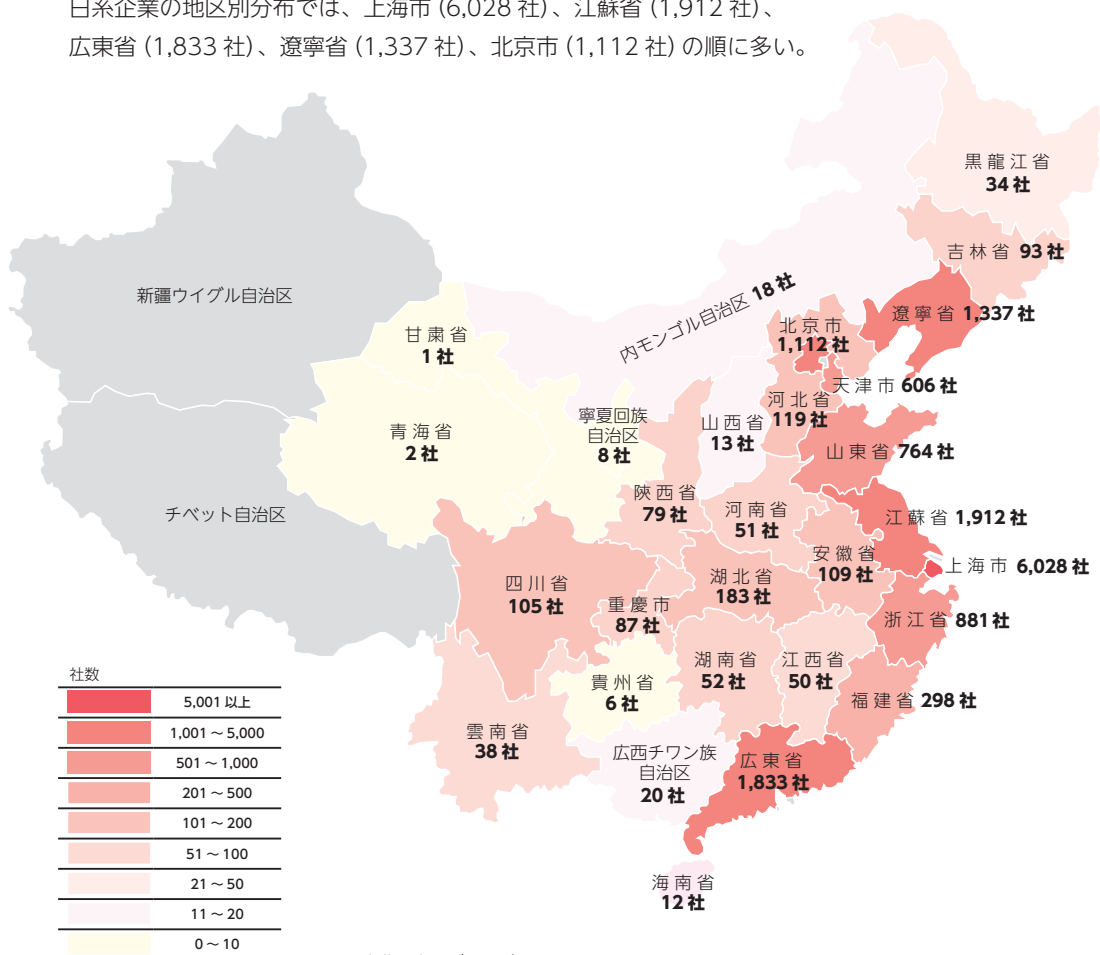 日系企業の地区別分布では、上海市 (6,028 社)、江蘇省 (1,912 社)、
広東省 (1,833 社)、遼寧省 (1,337 社)、北京市 (1,112 社) の順に多い。
黒龍江省
34 社
吉林省 93 社
遼寧省 1,337 社
新疆ウイグル自治区
内モンゴル自治区 18 社
北京市
1,112 社
甘粛省
1 社
天津市 606 社
河北省
119 社
寧夏回族
自治区
8 社
山西省
13 社
青海省
2 社
山東省 764 社
陝西省
79 社
河南省
51 社
チベット自治区
江蘇省 1,912 社
安徽省
109 社
上海市 6,028 社
四川省
105 社
重慶市
87 社
湖北省
183 社
浙江省 881 社
湖南省
52 社
江西省
50 社
貴州省
6 社
福建省 298 社
雲南省
38 社
広西チワン族
自治区
20 社
広東省
1,833 社
海南省
12 社
社数
5,001 以上
1,001 ~ 5,000
501 ~ 1,000
201 ~ 500
101 ~ 200
51 ~ 100
21 ~ 50
11 ~ 20
0 ~ 10